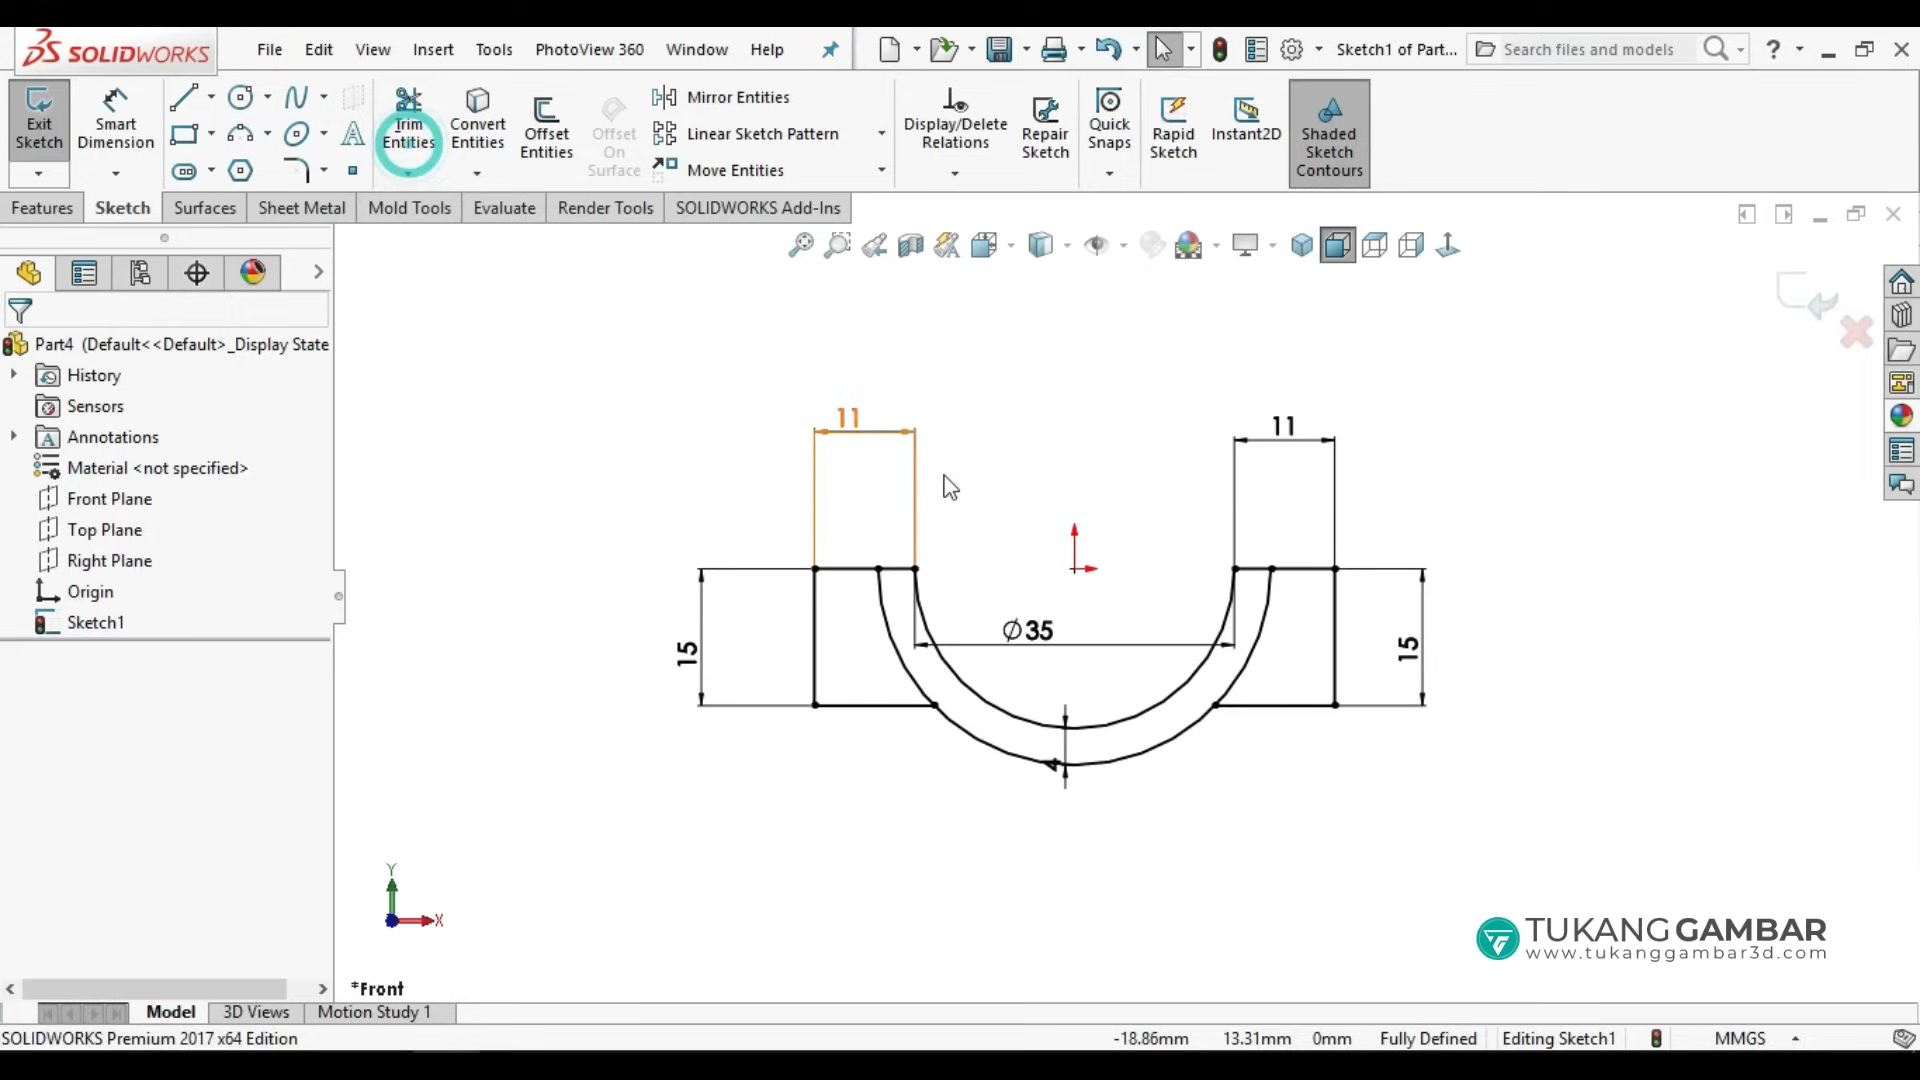 SOLIDWORKS File Edit View Insert Tools PhotoView 360 Window Help Sketch1 of Part... Search files and models ?
Exit Sketch
Smart Dimension
Trim Entities
Convert Entities
Offset Entities
Offset On Surface
Mirror Entities
Linear Sketch Pattern
Move Entities
Display/Delete Relations
Repair Sketch
Quick Snaps
Rapid Sketch
Instant2D
Shaded Sketch Contours
Features Sketch Surfaces Sheet Metal Mold Tools Evaluate Render Tools SOLIDWORKS Add-Ins
Part4 (Default<<Default>_Display State
History
Sensors
Annotations
Material <not specified>
Front Plane
Top Plane
Right Plane
Origin
Sketch1
11
11
Ø35
15
15
4
Y
X
TUKANGGAMBAR
www.tukanggambar3d.com
*Front
Model 3D Views Motion Study 1
SOLIDWORKS Premium 2017 x64 Edition -18.86mm 13.31mm 0mm Fully Defined Editing Sketch1 MMGS